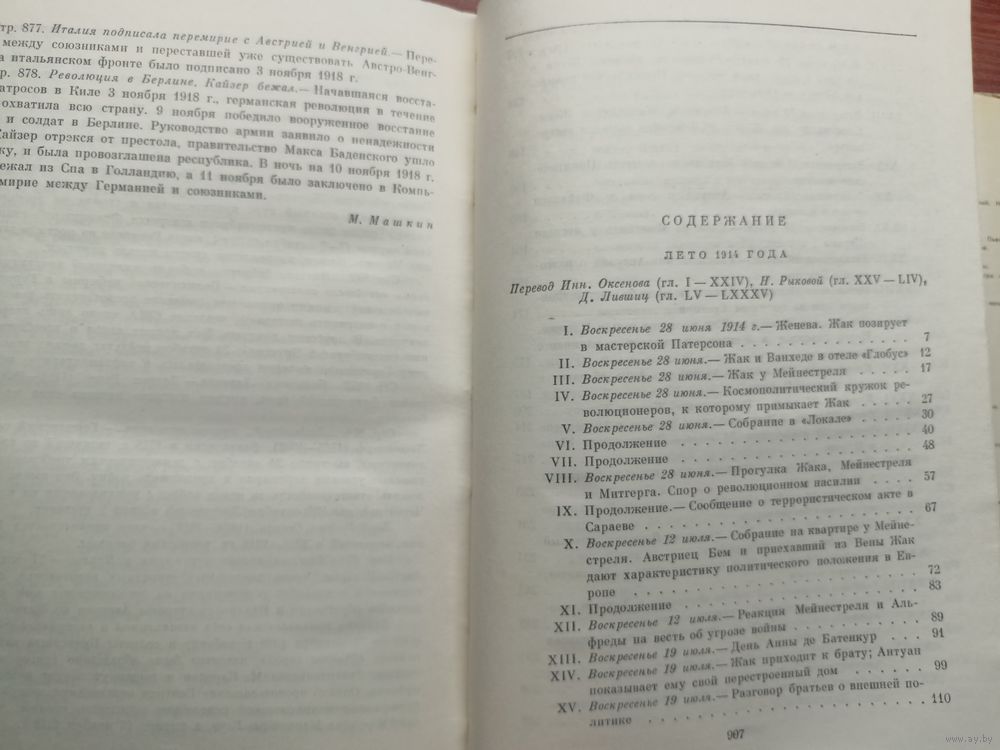 тр. 877. Италия подписала перемирие с Австрией и Венгрией.— Пере-
между союзниками и переставшей уже существовать Австро-Венг-
а итальянском фронте было подписано 3 ноября 1918 г.
р. 878. Революция в Берлине. Кайзер бежал.— Начавшаяся восста-
атросов в Киле 3 ноября 1918 г., германская революция в течение
охватила всю страну. 9 ноября победило вооруженное восстание
и солдат в Берлине. Руководство армии заявило о ненадежности
Кайзер отрэкся от престола, правительство Макса Баденского ушло
ку, и была провозглашена республика. В ночь на 10 ноября 1918 г.
ежал из Спа в Голландию, а 11 ноября было заключено в Компь-
емирие между Германией и союзниками.
М. Машкин
СОДЕРЖАНИЕ
ЛЕТО 1914 ГОДА
Перевод Инн. Оксенова (гл. I—XXIV), Н. Рыковой (гл. XXV—LIV),
Д. Лившиц (гл. LV—LXXXV)
I. Воскресенье 28 июня 1914 г.— Женева. Жак позирует
в мастерской Патерсона . . . . . . . . . . . . 7
II. Воскресенье 28 июня.— Жак и Ванхеде в отеле «Глобус» 12
III. Воскресенье 28 июня.— Жак у Мейнестреля . . . . . 17
IV. Воскресенье 28 июня.— Космополитический кружок ре-
волюционеров, к которому примыкает Жак . . . . . 27
V. Воскресенье 28 июня.— Собрание в «Локале» . . . . . 30
VI. Продолжение . . . . . . . . . . . . . . . 40
VII. Продолжение . . . . . . . . . . . . . . . 48
VIII. Воскресенье 28 июня.— Прогулка Жака, Мейнестреля
и Митгерга. Спор о революционном насилии . . . . . 57
IX. Продолжение.— Сообщение о террористическом акте в
Сараеве . . . . . . . . . . . . . . . . . 67
X. Воскресенье 12 июля.— Собрание на квартире у Мейне-
стреля. Австриец Бем и приехавший из Вены Жак
дают характеристику политического положения в Ев-
ропе . . . . . . . . . . . . . . . . . . 72
XI. Продолжение . . . . . . . . . . . . . . . 83
XII. Воскресенье 12 июля.— Реакция Мейнестреля и Аль-
фреды на весть об угрозе войны . . . . . . . . . 89
XIII. Воскресенье 19 июля.— День Анны де Батенкур . . . 91
XIV. Воскресенье 19 июля.— Жак приходит к брату; Антуан
показывает ему свой перестроенный дом . . . . . . 99
XV. Воскресенье 19 июля.— Разговор братьев о внешней по-
литике . . . . . . . . . . . . . . . . . 110
907
www.ay.by